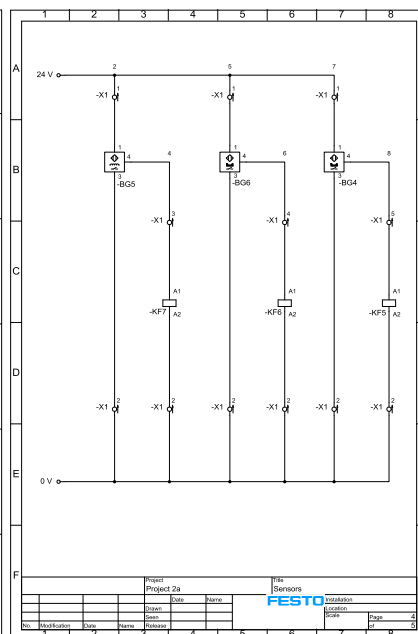 1 2 3 4 5 6 7 8
A
2 5 7
24 V
1 1 1
-X1 -X1 -X1
1 1 1
4 4 4 6 4 8
B
3 3 3
-BG5 -BG6 -BG4
3 4 5
-X1 -X1 -X1
C
A1 A1 A1
-KF7 -KF6 -KF5
A2 A2 A2
D
2 2 2 2 2 2
-X1 -X1 -X1 -X1 -X1 -X1
E
0 V
F
Project Title
Project 2a Sensors
Date Name FESTO Installation
Drawn Location
Seen Scale Page 4
No. Modification Date Name Release of 5
1 2 3 4 5 6 7 8